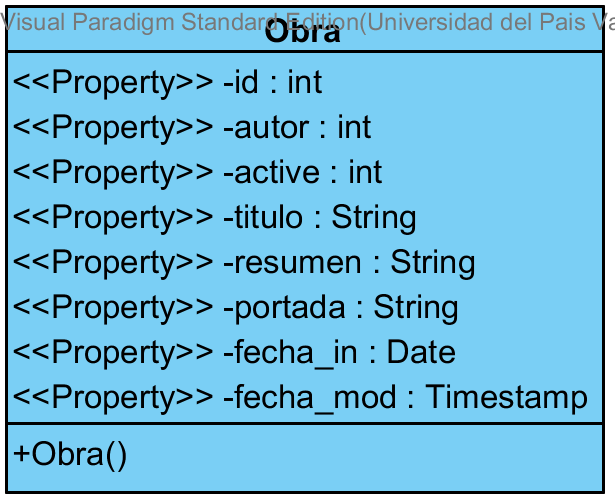 Visual Paradigm Standard Edition(Universidad del Pais Va
Obra
<<Property>> -id : int
<<Property>> -autor : int
<<Property>> -active : int
<<Property>> -titulo : String
<<Property>> -resumen : String
<<Property>> -portada : String
<<Property>> -fecha_in : Date
<<Property>> -fecha_mod : Timestamp
+Obra()